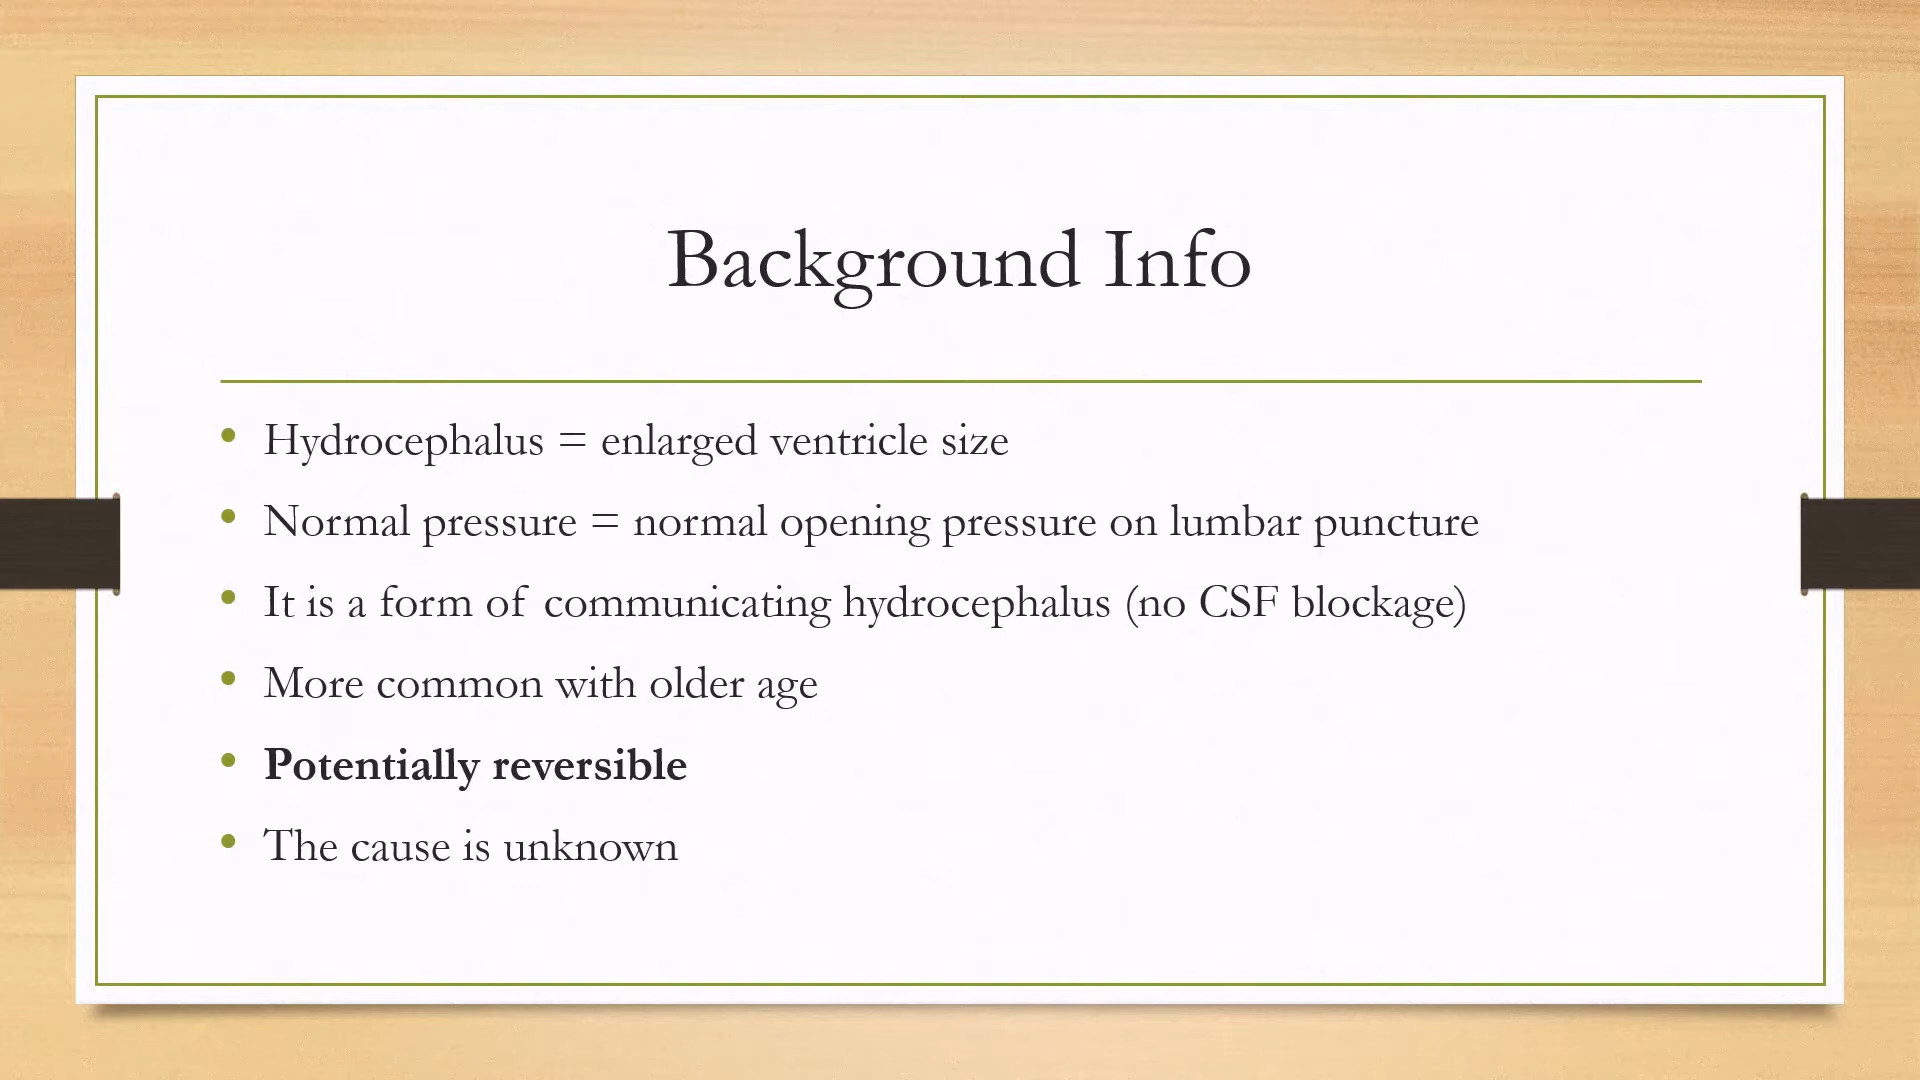 Background Info
• Hydrocephalus = enlarged ventricle size
• Normal pressure = normal opening pressure on lumbar puncture
• It is a form of communicating hydrocephalus (no CSF blockage)
• More common with older age
• Potentially reversible
• The cause is unknown